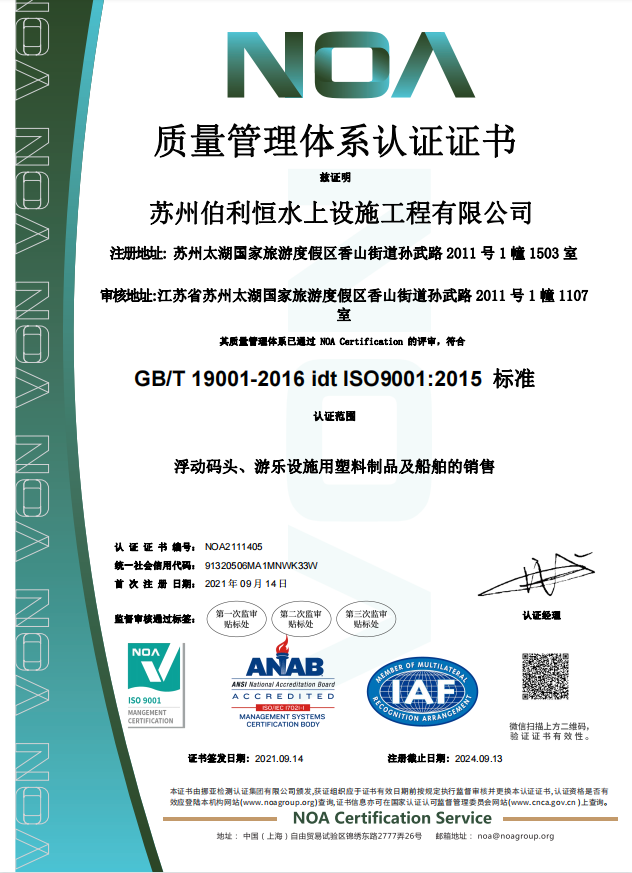 NOA
质量管理体系认证证书
兹证明
苏州伯利恒水上设施工程有限公司
注册地址: 苏州太湖国家旅游度假区香山街道孙武路 2011 号 1 幢 1503 室
审核地址:江苏省苏州太湖国家旅游度假区香山街道孙武路 2011 号 1 幢 1107
室
其质量管理体系已通过 NOA Certification 的评审，符合
GB/T 19001-2016 idt ISO9001:2015 标准
认证范围
浮动码头、游乐设施用塑料制品及船舶的销售
认 证 证 书 编号: NOA2111405
统一社会信用代码: 91320506MA1MNWK33W
首 次 注 册 日期: 2021 年 09 月 14 日
监督审核通过标签:
第一次监审
贴标处
第二次监审
贴标处
第三次监审
贴标处
认证经理
NOA
ISO 9001
MANGEMENT
CERTIFICATION
ANAB
ANSI National Accreditation Board
ACCREDITED
ISO/IEC 17021-1
MANAGEMENT SYSTEMS
CERTIFICATION BODY
MEMBER OF MULTILATERAL
IAF
RECOGNITION ARRANGEMENT
微信扫描上方二维码，
验证证书有效性。
证书签发日期: 2021.09.14
注册截止日期: 2024.09.13
本证书由挪亚检测认证集团有限公司颁发,获证组织应于证书有效日期前按规定执行监督审核并更换本认证证书,认证资格是否有
效应登陆本机构网站(www.noagroup.org)查询,证书信息亦可在国家认证认可监督管理委员会网站(www.cnca.gov.cn)上查询。
NOA Certification Service
地址： 中国（上海）自由贸易试验区锦绣东路2777弄26号 邮箱地址： noa@noagroup.org